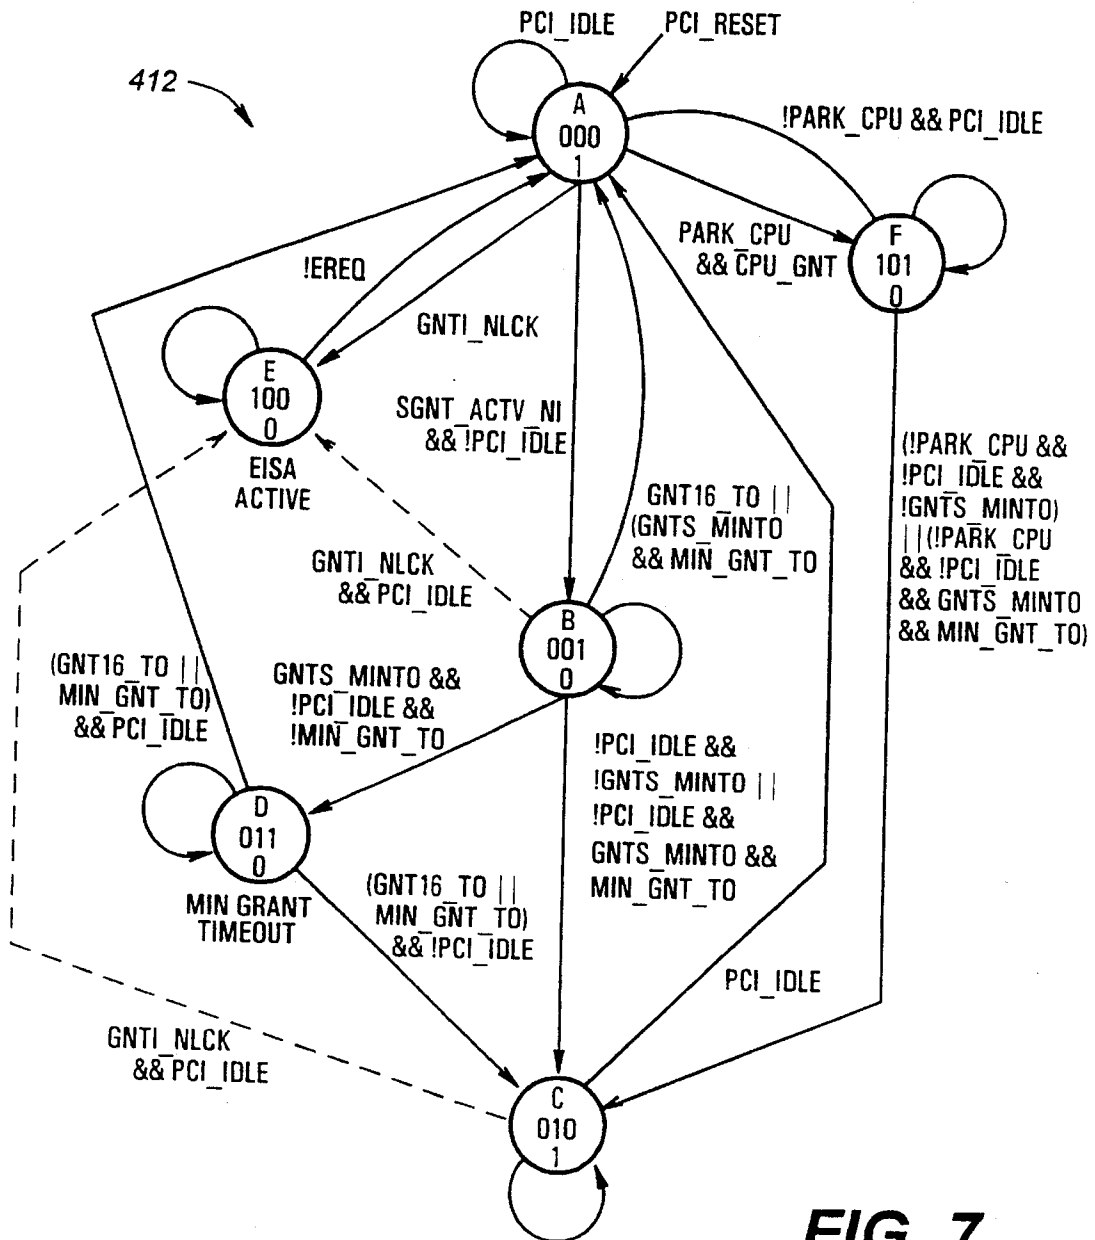 PCI_IDLE
PCI_RESET
412
A
000
1
!PARK_CPU && PCI_IDLE
PARK_CPU
&& CPU_GNT
F
101
0
!EREQ
GNTI_NLCK
E
100
0
EISA
ACTIVE
SGNT_ACTV_NI
&& !PCI_IDLE
(!PARK_CPU &&
!PCI_IDLE &&
!GNTS_MINTO)
||(!PARK_CPU
&& !PCI_IDLE
&& GNTS_MINTO
&& MIN_GNT_TO)
GNT16_TO ||
(GNTS_MINTO
&& MIN_GNT_TO
GNTI_NLCK
&& PCI_IDLE
B
001
0
(GNT16_TO ||
MIN_GNT_TO)
&& PCI_IDLE
GNTS_MINTO &&
!PCI_IDLE &&
!MIN_GNT_TO
!PCI_IDLE &&
!GNTS_MINTO ||
!PCI_IDLE &&
GNTS_MINTO &&
MIN_GNT_TO
D
011
0
MIN GRANT
TIMEOUT
(GNT16_TO ||
MIN_GNT_TO)
&& !PCI_IDLE
PCI_IDLE
GNTI_NLCK
&& PCI_IDLE
C
010
1
FIG. 7